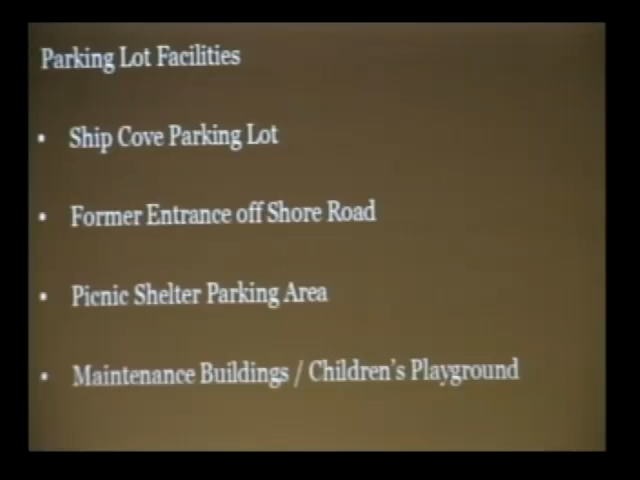 Parking Lot Facilities
• Ship Cove Parking Lot
• Former Entrance off Shore Road
• Picnic Shelter Parking Area
• Maintenance Buildings / Children's Playground